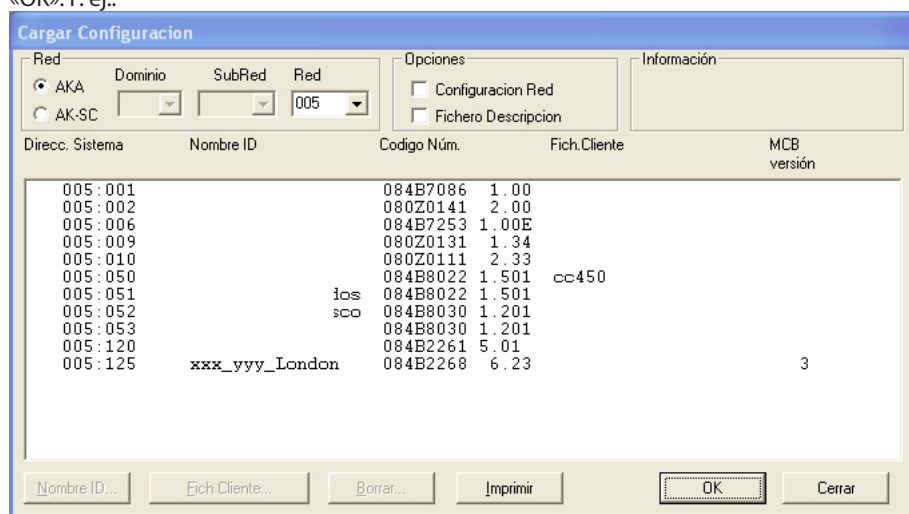 «OK». P. ej.:
Cargar Configuracion
Red
Opciones
Información
AKA
AK-SC
Dominio
SubRed
Red
005
Configuracion Red
Fichero Descripcion
Direcc. Sistema Nombre ID Codigo Núm. Fich.Cliente MCB versión
005:001 084B7086 1.00
005:002 080Z0141 2.00
005:006 084B7253 1.00E
005:009 080Z0131 1.34
005:010 080Z0111 2.33
005:050 084B8022 1.501 cc450
005:051 084B8022 1.501
005:052 sco 084B8030 1.201
005:053 084B8030 1.201
005:120 084B2261 5.01
005:125 xxx_yyy_London 084B2268 6.23 3
Nombre ID... Fich Cliente... Borrar... Imprimir OK Cerrar